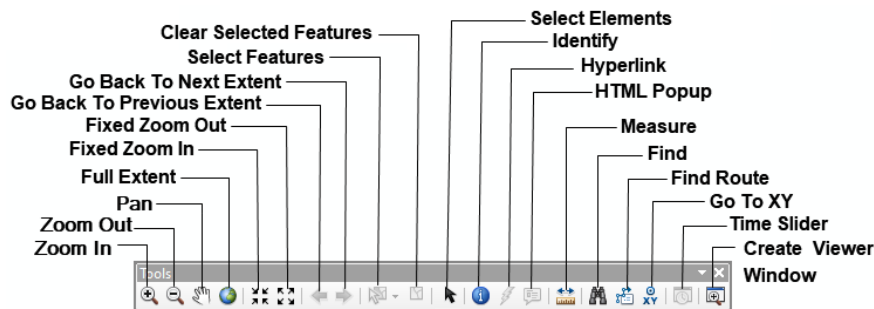 Select Elements
Clear Selected Features
Identify
Select Features
Hyperlink
Go Back To Next Extent
HTML Popup
Go Back To Previous Extent
Fixed Zoom Out
Measure
Fixed Zoom In
Find
Full Extent
Find Route
Pan
Go To XY
Zoom Out
Time Slider
Zoom In
Create Viewer
Window
Tools
XY